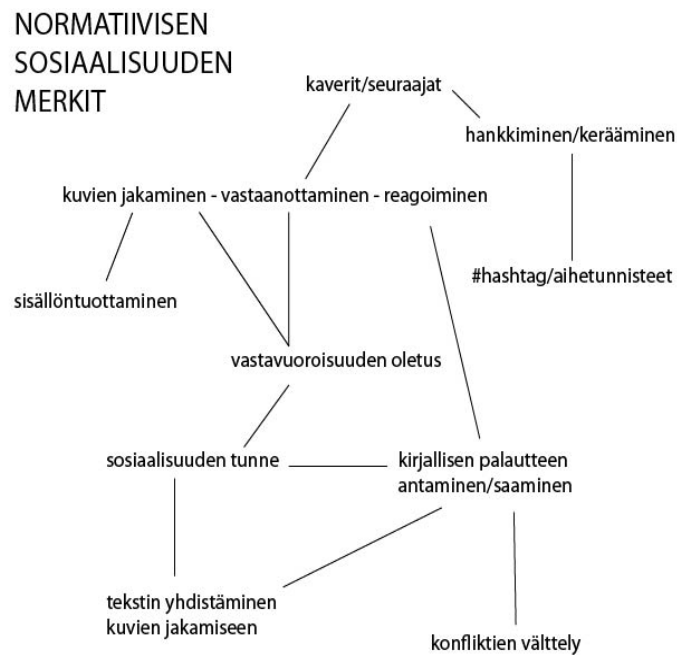 NORMATIIVISEN
SOSIAALISUUDEN
MERKIT
kaverit/seuraajat
hankkiminen/kerääminen
kuvien jakaminen - vastaanottaminen - reagoiminen
#hashtag/aihetunnisteet
sisällöntuottaminen
vastavuoroisuuden oletus
sosiaalisuuden tunne
kirjallisen palautteen
antaminen/saaminen
tekstin yhdistäminen
kuvien jakamiseen
konfliktien välttely